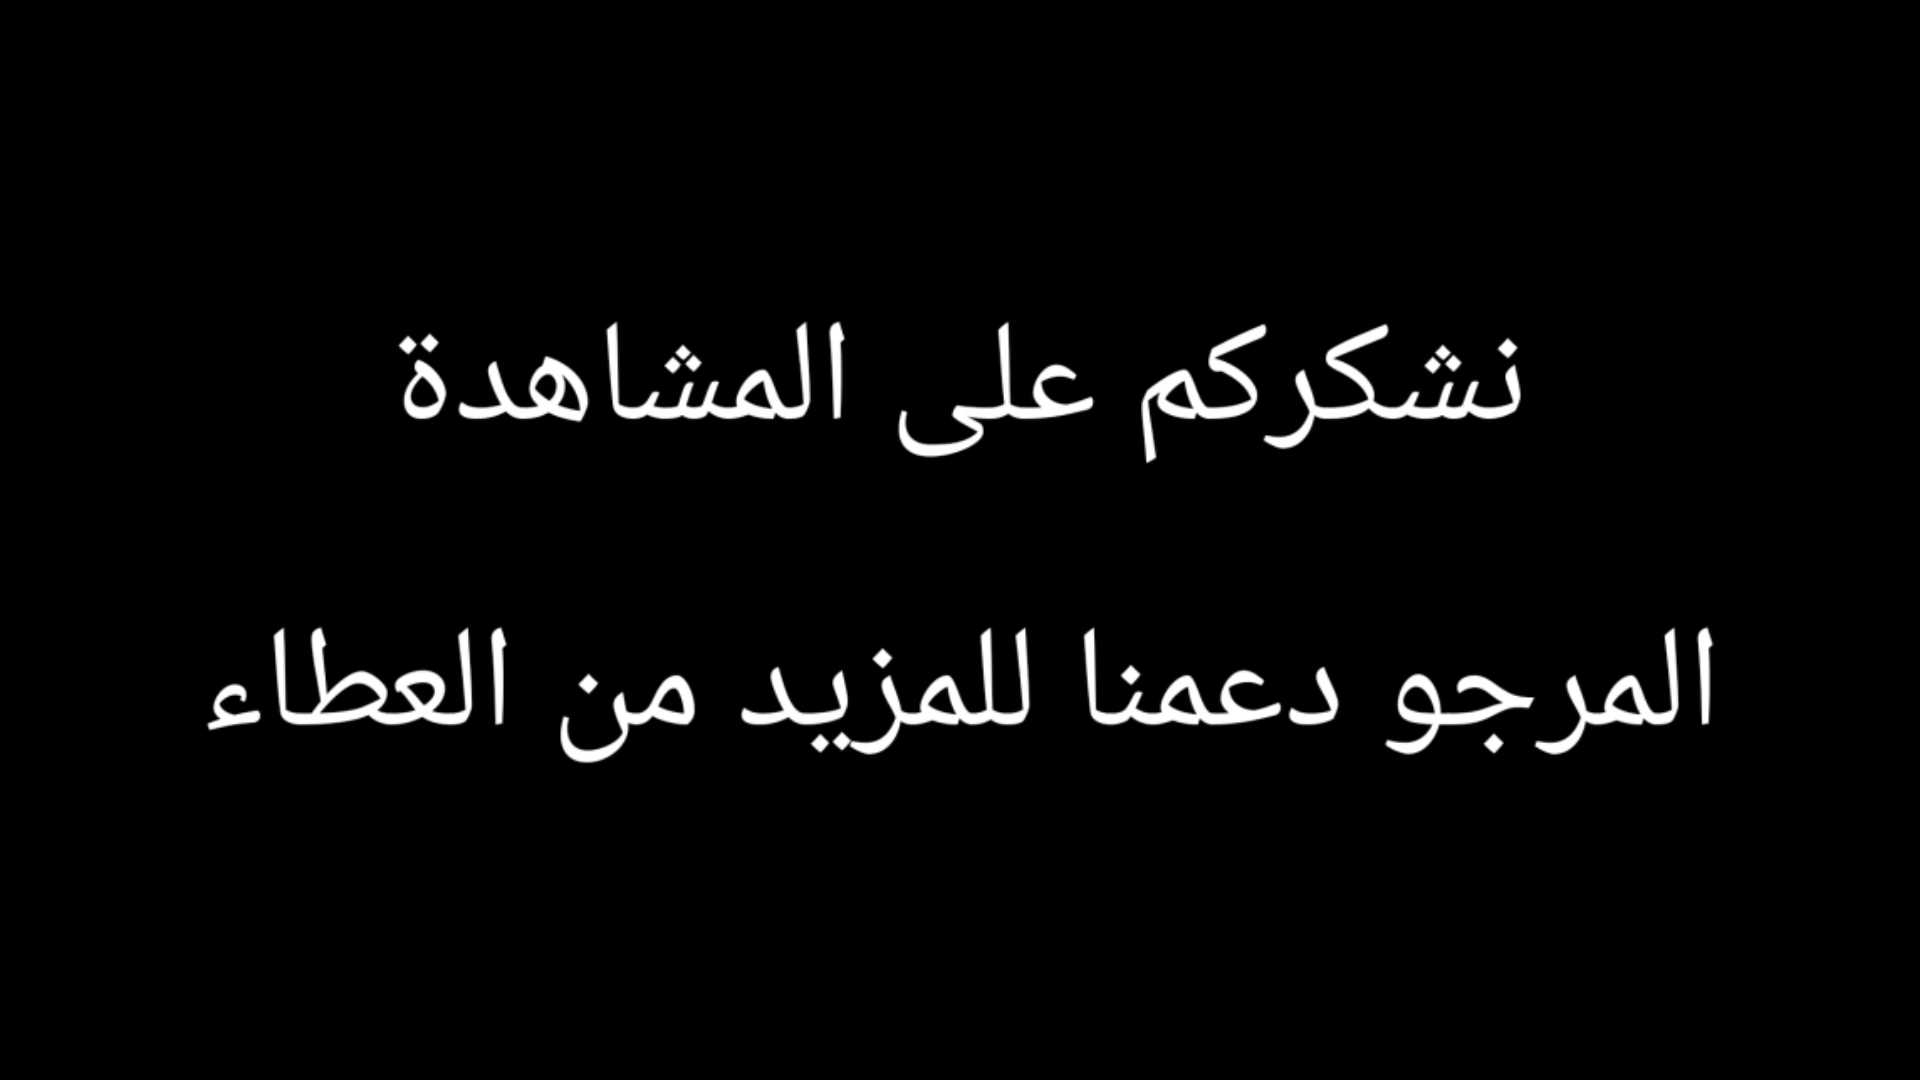 نشكركم على المشاهدة
المرجو دعمنا للمزيد من العطاء